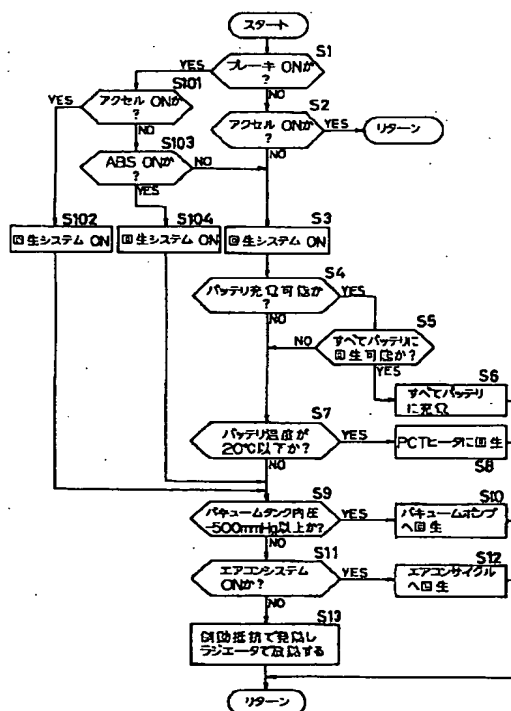 スタート
S1
ブレーキ ONか
?
YES
NO
S101
アクセル ONか
?
YES
NO
S2
アクセル ONか
?
YES
リターン
NO
S103
ABS ONか
?
NO
YES
S102
回生システム ON
S104
回生システム ON
S3
回生システム ON
S4
バッテリ充電可能か
?
YES
NO
S5
すべてバッテリに
回生可能か?
NO
YES
S6
すべてバッテリ
に充電
S7
バッテリ温度が
20℃以下か?
YES
NO
PCTヒータに回生
S8
S9
バキュームタンク内圧
-500mmHg以上か?
YES
NO
S10
バキュームポンプ
へ回生
S11
エアコンシステム
ONか?
YES
NO
S12
エアコンサイクル
へ回生
S13
制動抵抗で発熱し
ラジエータで放熱する
リターン